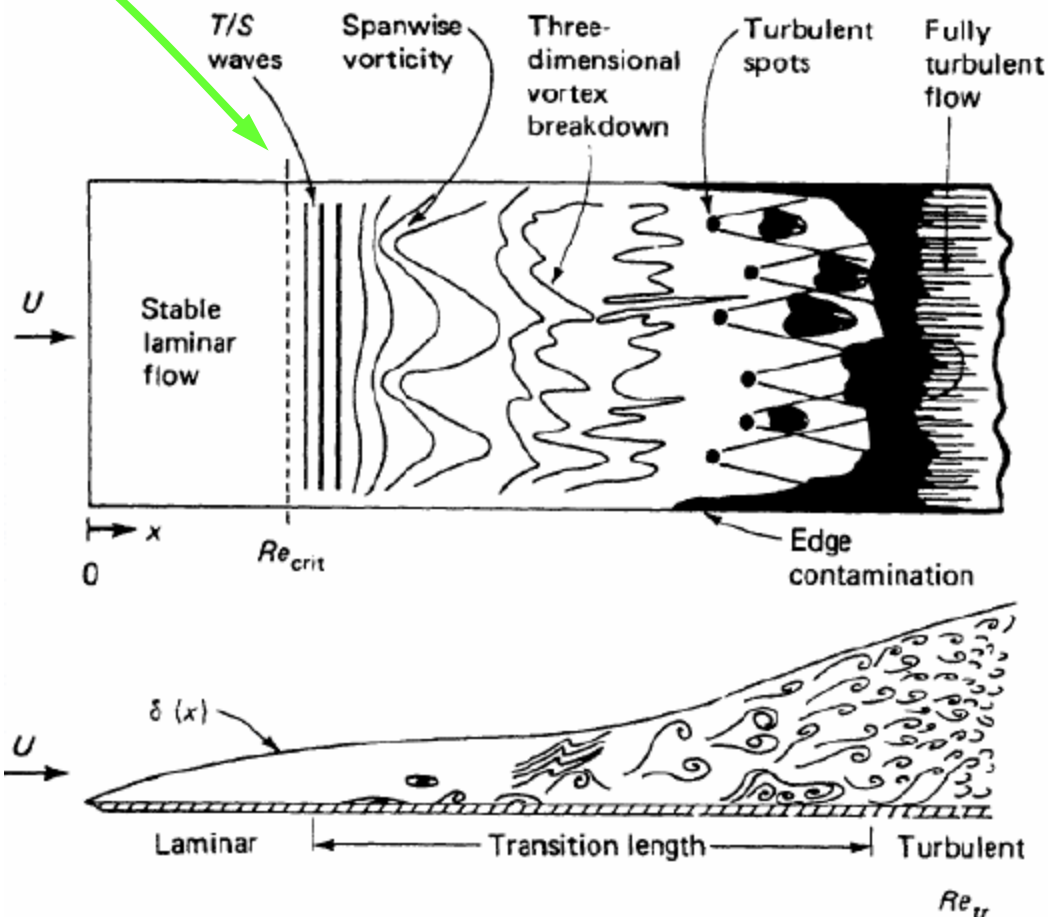 T/S
waves
Spanwise
vorticity
Three-
dimensional
vortex
breakdown
Turbulent
spots
Fully
turbulent
flow
U
Stable
laminar
flow
x
0
Re_crit
Edge
contamination
δ (x)
U
Laminar
Transition length
Turbulent
Re_tr